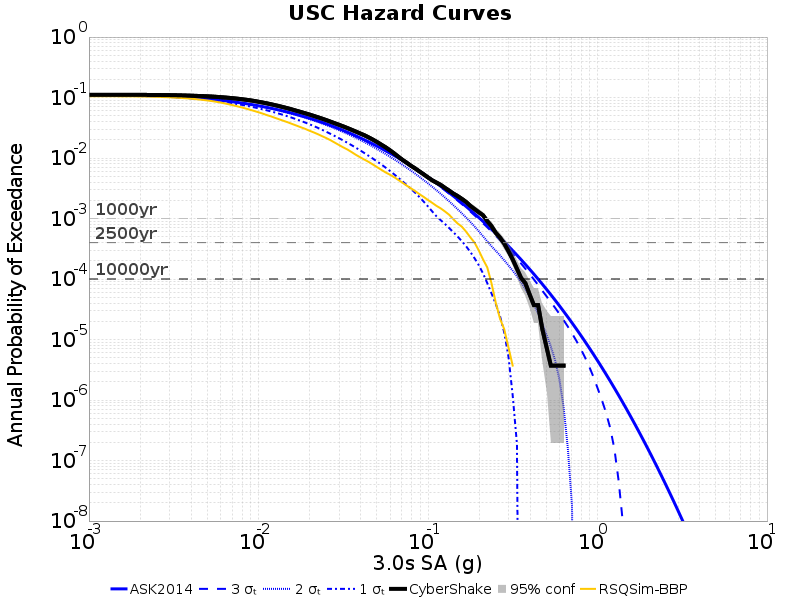 USC Hazard Curves
Annual Probability of Exceedance
10⁰
10⁻¹
10⁻²
10⁻³
10⁻⁴
10⁻⁵
10⁻⁶
10⁻⁷
10⁻⁸
1000yr
2500yr
10000yr
10⁻³ 10⁻² 10⁻¹ 10⁰ 10¹
3.0s SA (g)
ASK2014 3 σₜ 2 σₜ 1 σₜ CyberShake 95% conf RSQSim-BBP